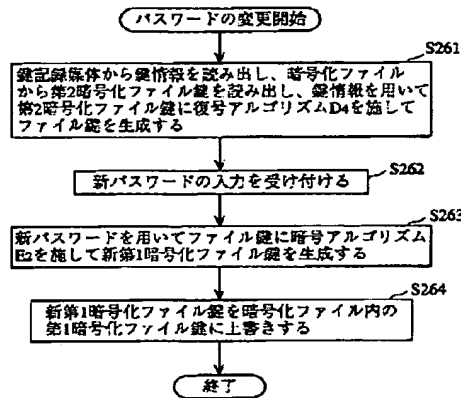 パスワードの変更開始
S261
鍵記録媒体から鍵情報を読み出し、暗号化ファイル
から第2暗号化ファイル鍵を読み出し、鍵情報を用いて
第2暗号化ファイル鍵に復号アルゴリズムD4を施して
ファイル鍵を生成する
S262
新パスワードの入力を受け付ける
S263
新パスワードを用いてファイル鍵に暗号アルゴリズム
E2を施して新第1暗号化ファイル鍵を生成する
S264
新第1暗号化ファイル鍵を暗号化ファイル内の
第1暗号化ファイル鍵に上書きする
終了